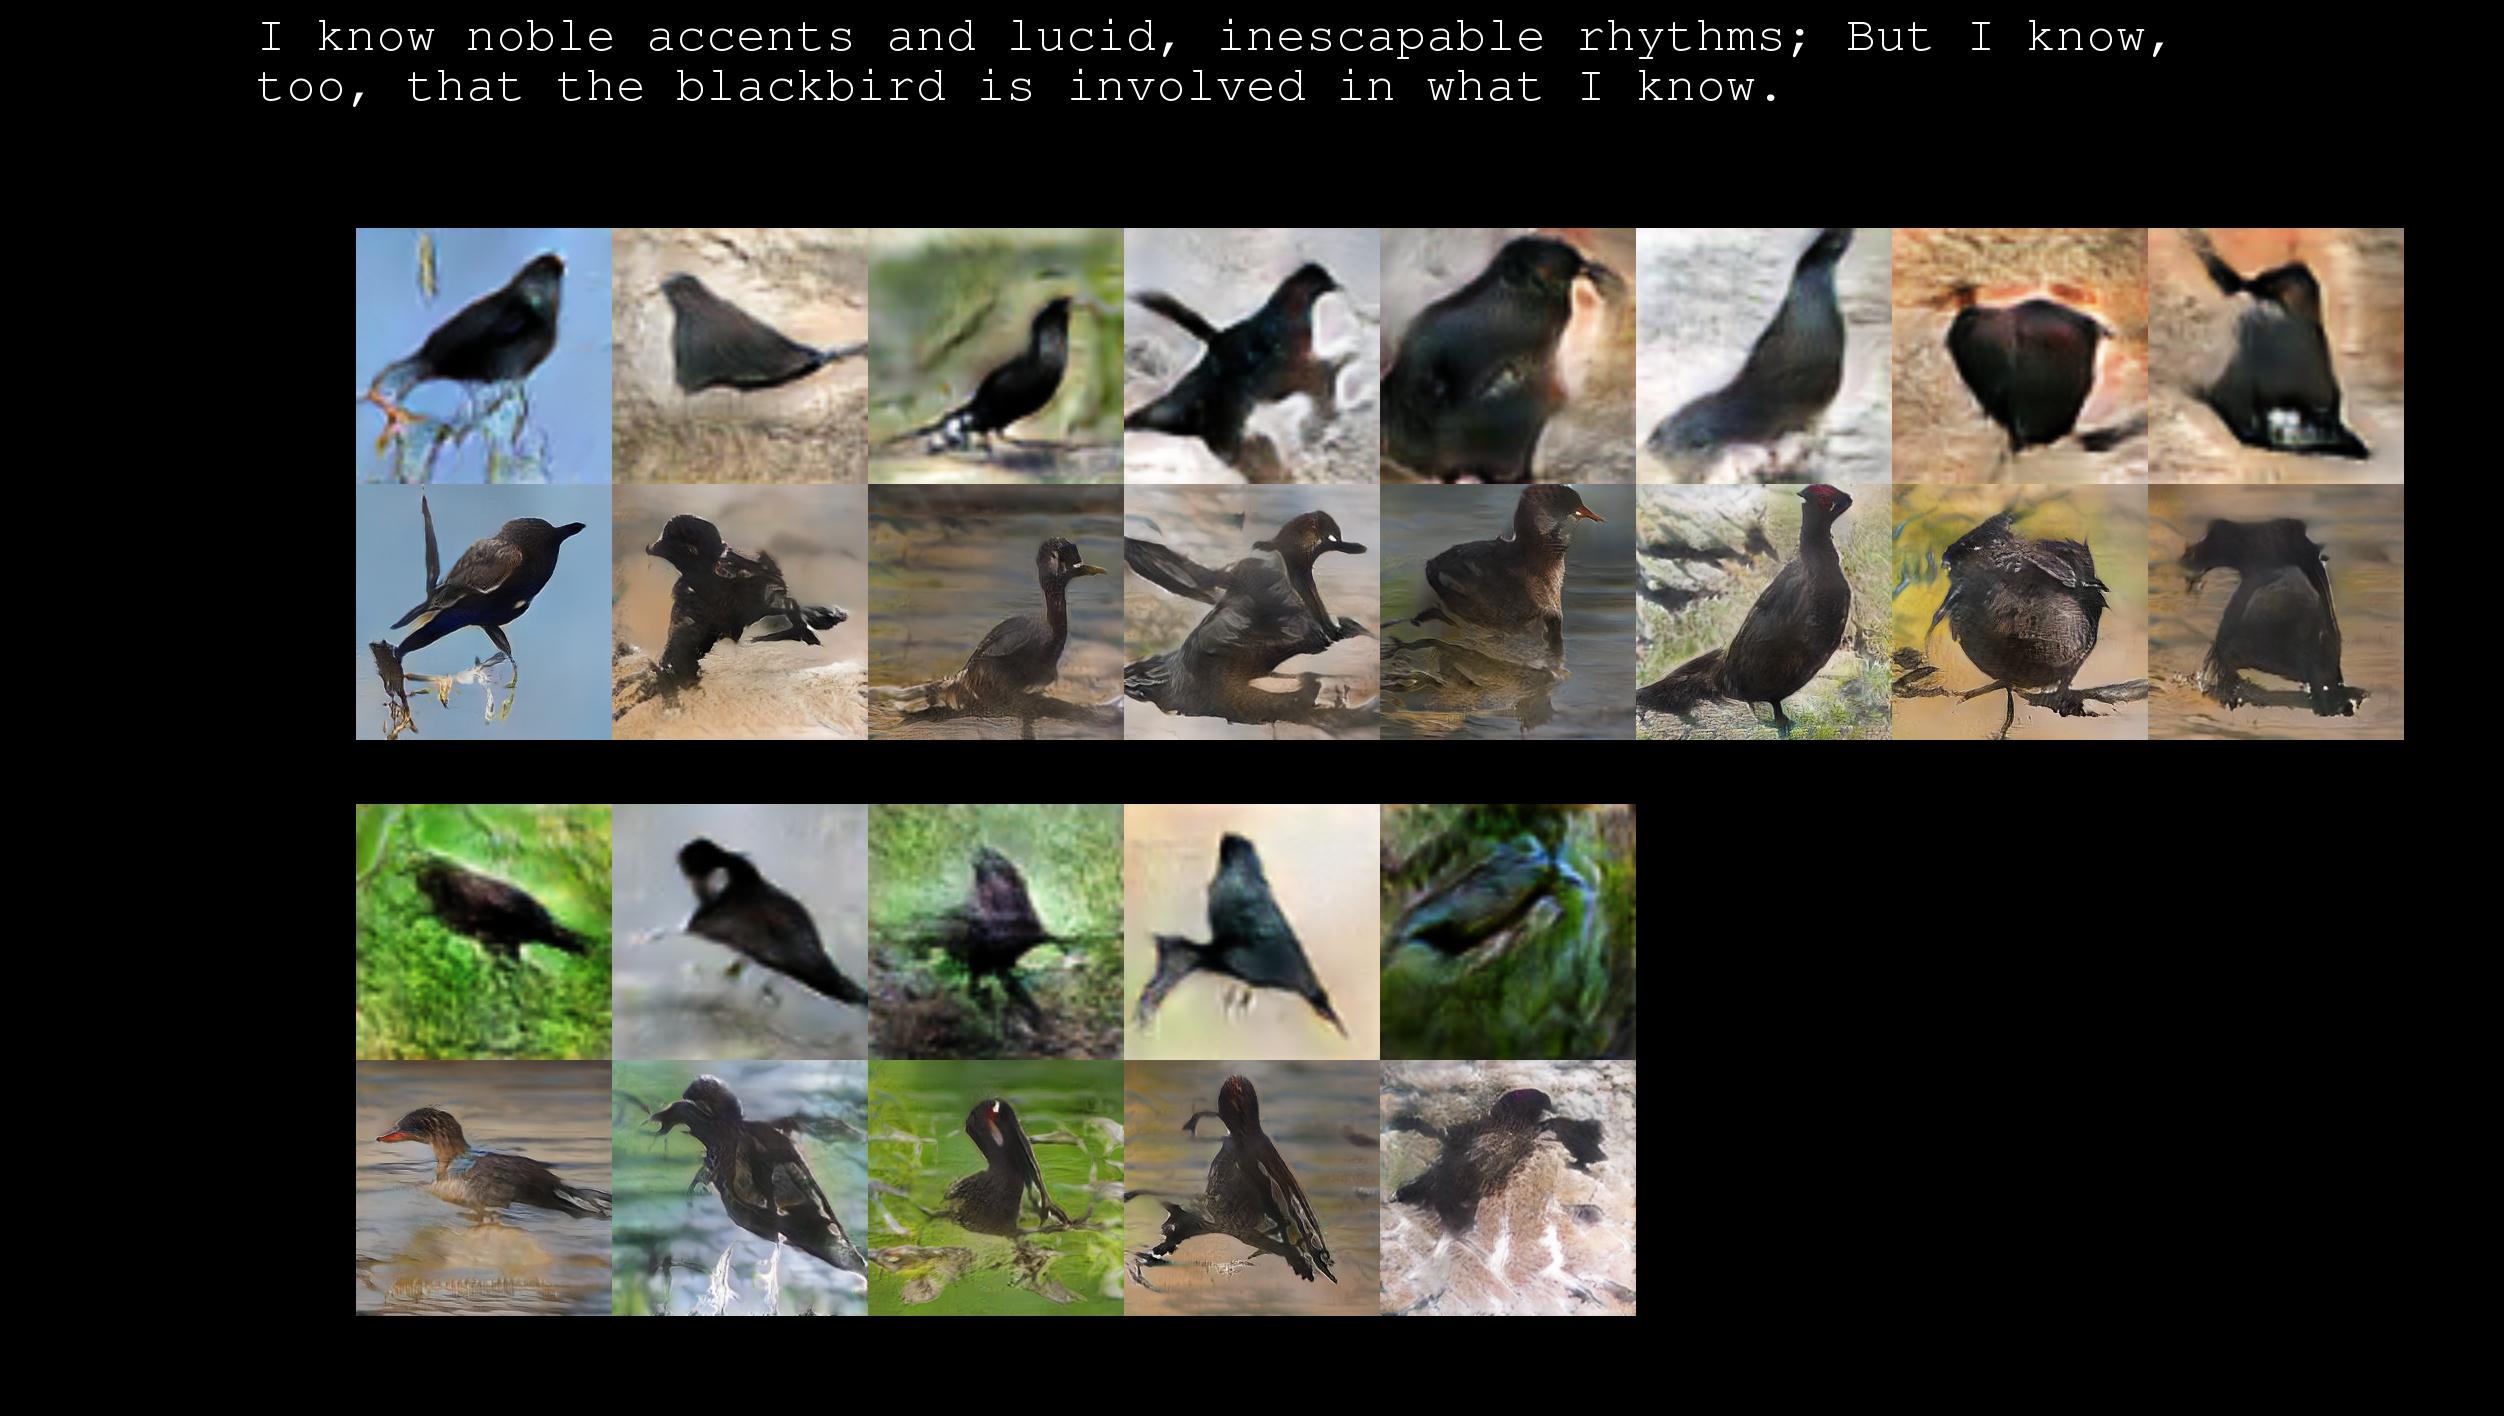 I know noble accents and lucid, inescapable rhythms; But I know,
too, that the blackbird is involved in what I know.